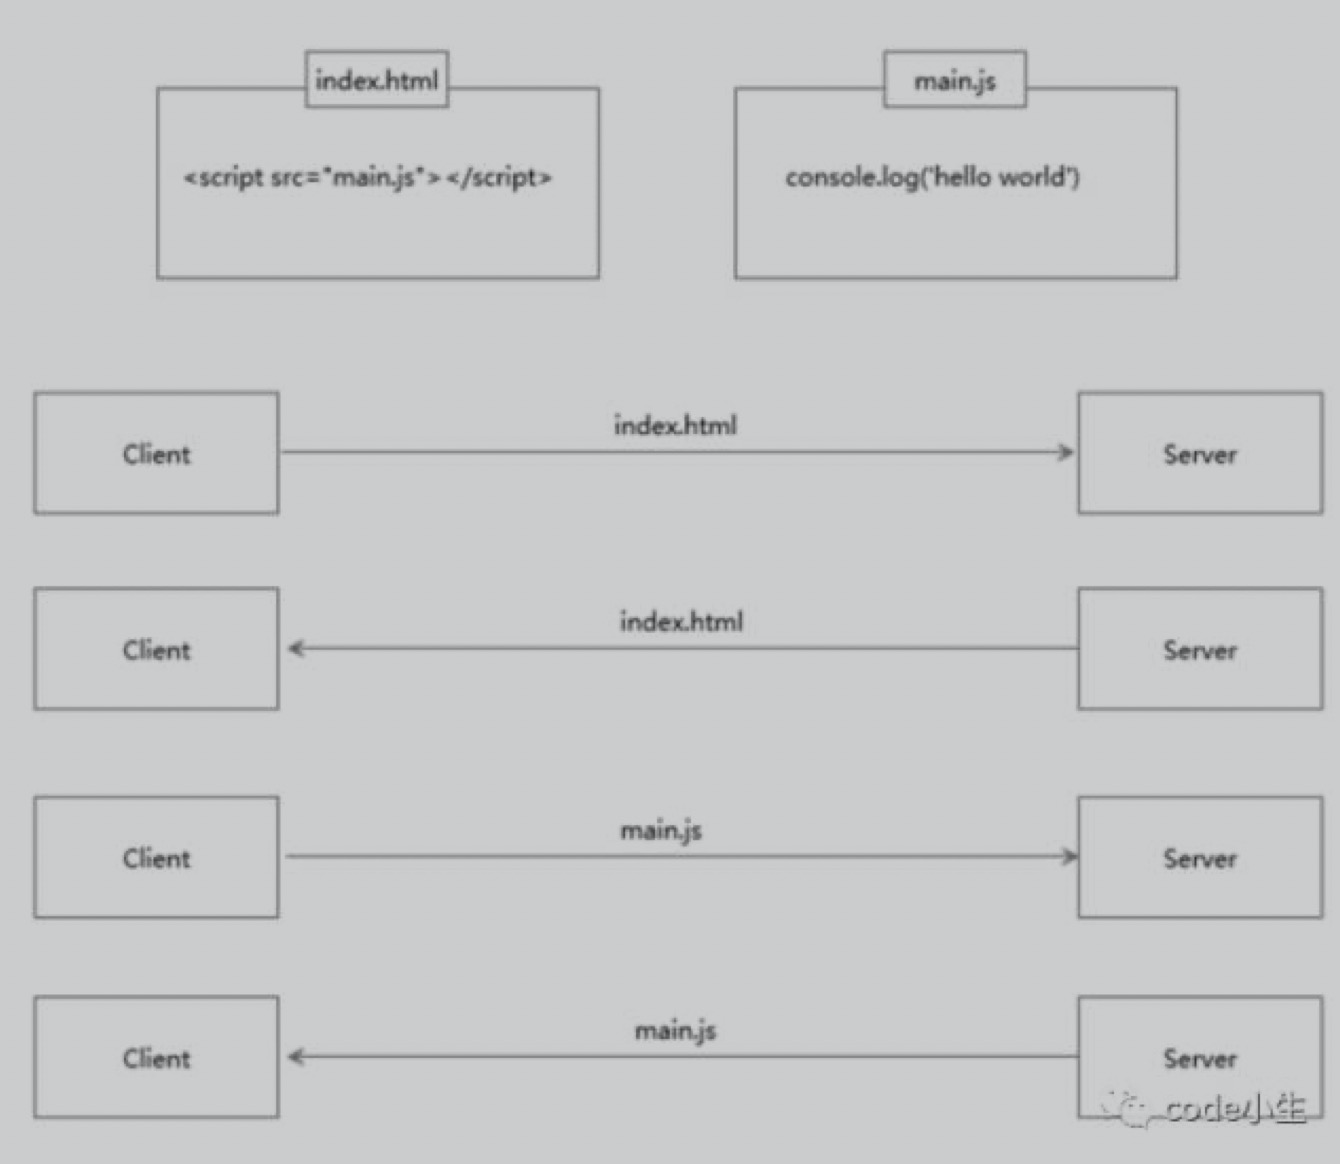 index.html
main.js
<script src="main.js"></script>
console.log('hello world')
index.html
Client
Server
index.html
Client
Server
main.js
Client
Server
main.js
Client
Server
code小生